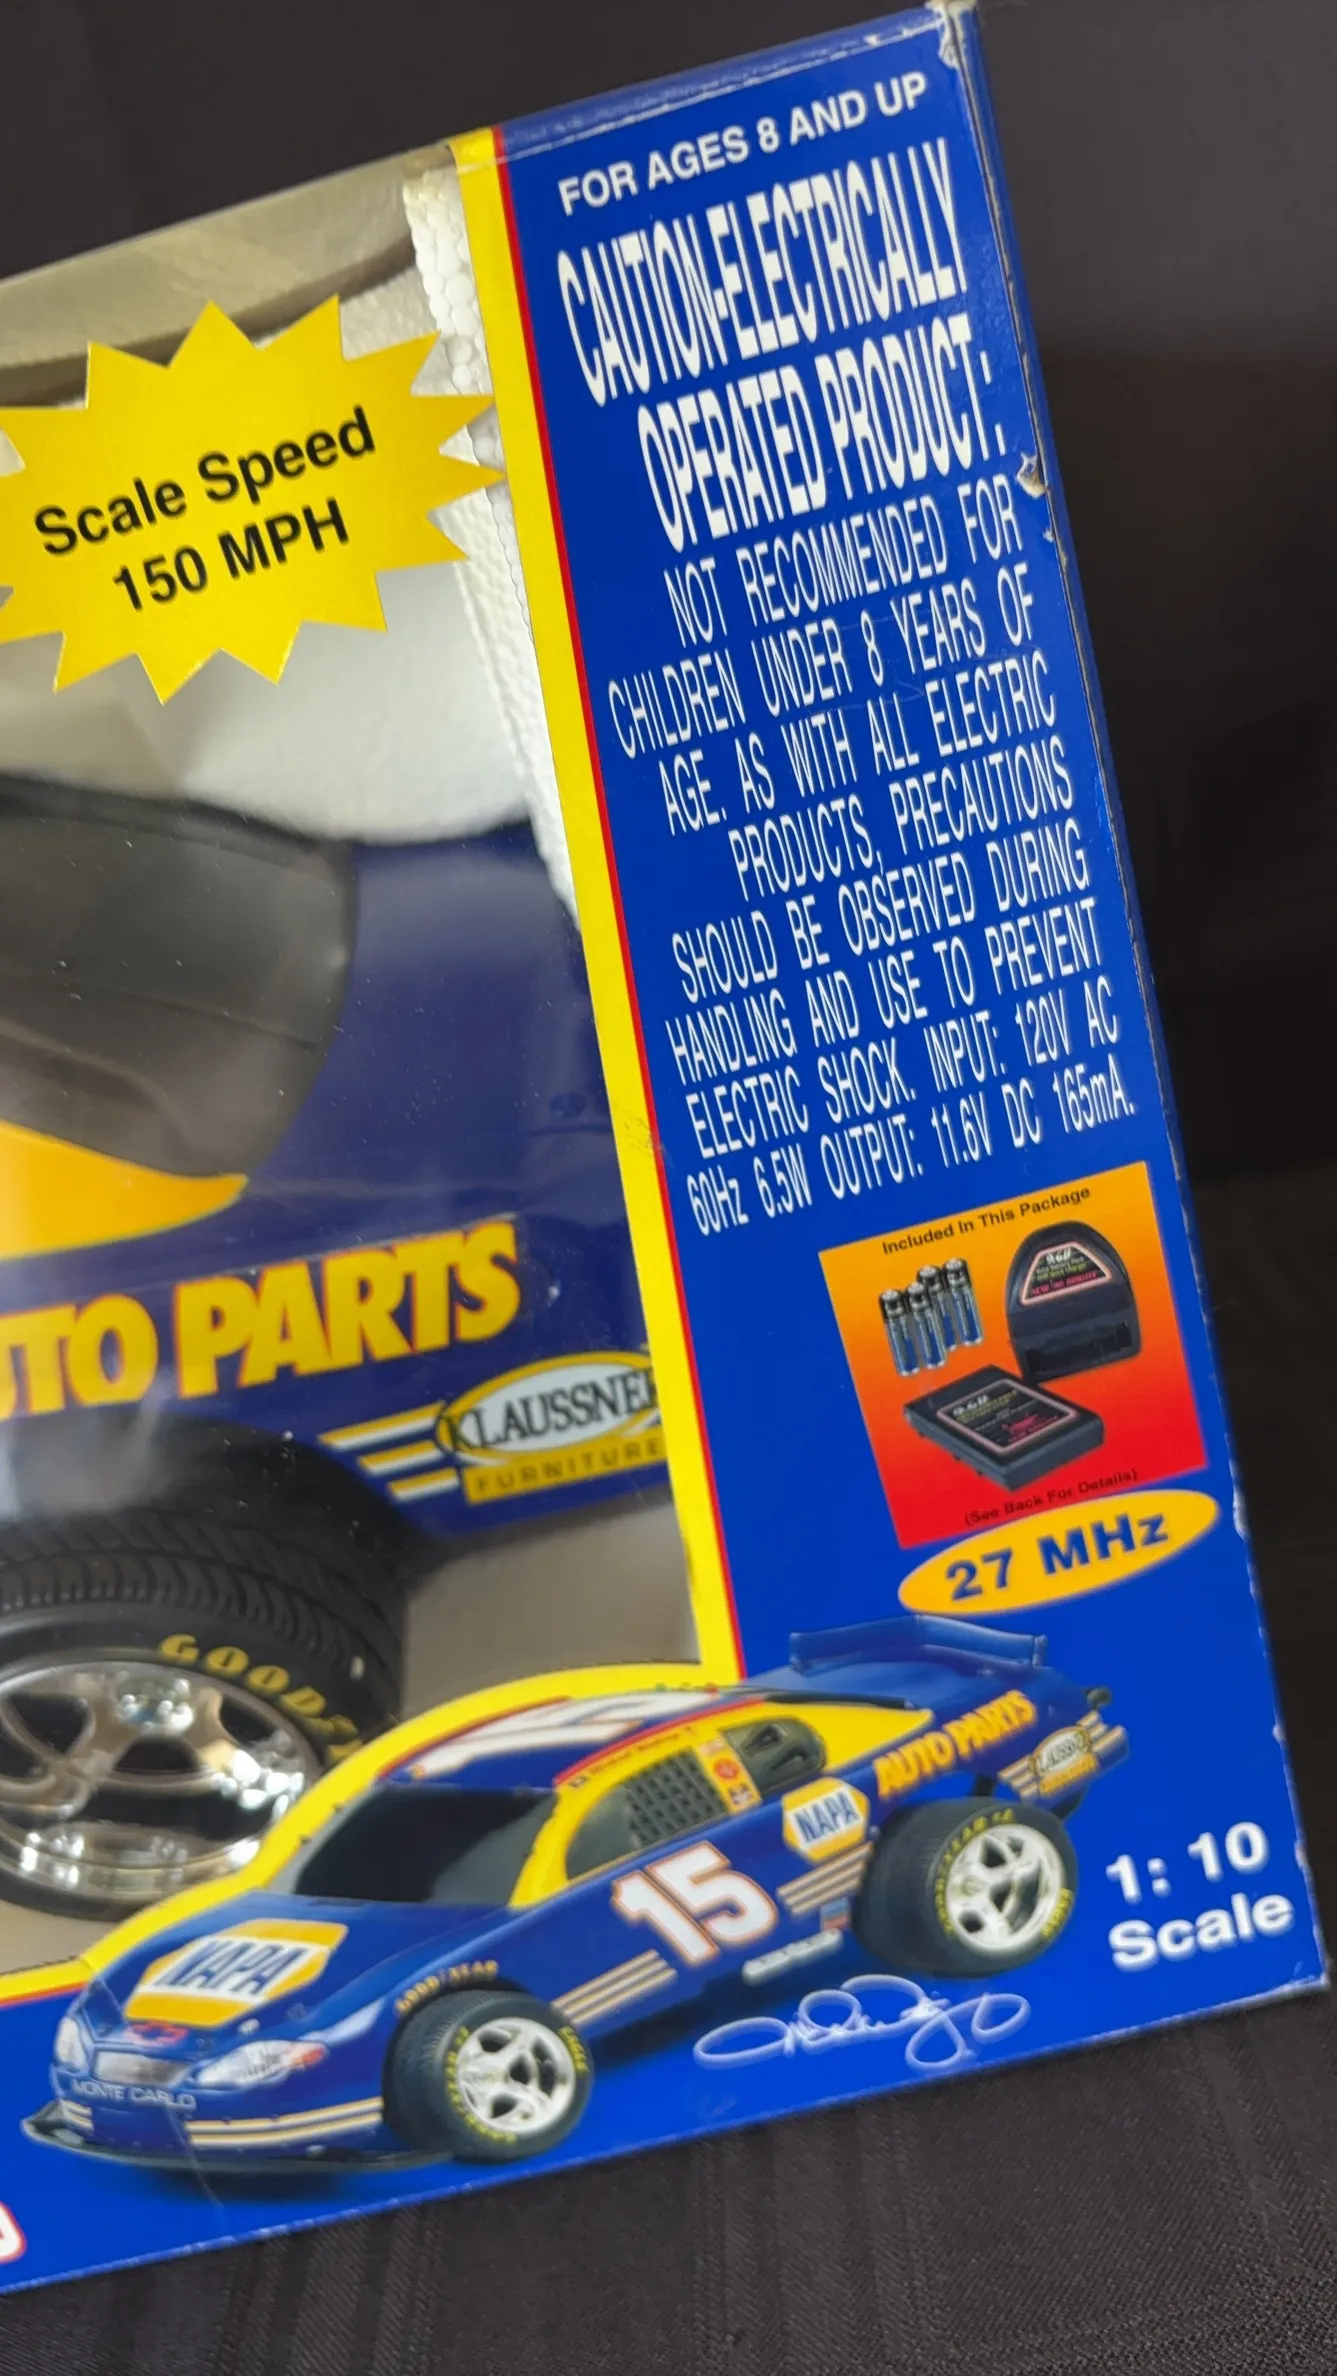 FOR AGES 8 AND UP
CAUTION-ELECTRICALLY
OPERATED PRODUCT:
NOT RECOMMENDED FOR
CHILDREN UNDER 8 YEARS OF
AGE. AS WITH ALL ELECTRIC
PRODUCTS, PRECAUTIONS
SHOULD BE OBSERVED DURING
HANDLING AND USE TO PREVENT
ELECTRIC SHOCK. INPUT: 120V AC
60Hz 6.5W OUTPUT: 11.6V DC 165mA.
Scale Speed
150 MPH
Included In This Package
(See Back For Details)
27 MHz
UTO PARTS
KLAUSSNER
FURNITURE
GOODYE
AUTO PARTS
NAPA
15
NAPA
GOODYEAR
EAGLE
MONTE CARLO
1: 10
Scale